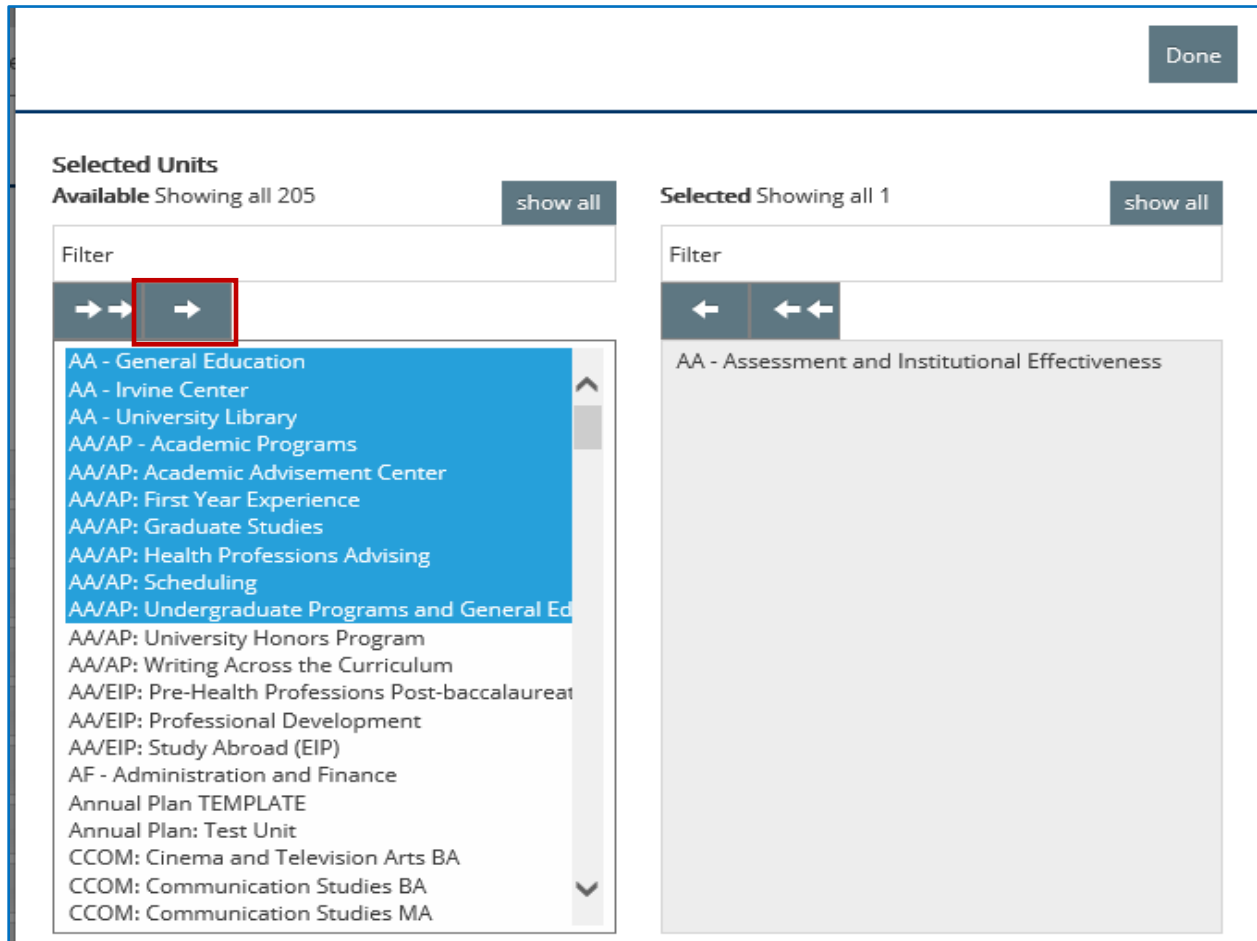 Done
Selected Units
Available Showing all 205
show all
Filter
AA - General Education
AA - Irvine Center
AA - University Library
AA/AP - Academic Programs
AA/AP: Academic Advisement Center
AA/AP: First Year Experience
AA/AP: Graduate Studies
AA/AP: Health Professions Advising
AA/AP: Scheduling
AA/AP: Undergraduate Programs and General Ed
AA/AP: University Honors Program
AA/AP: Writing Across the Curriculum
AA/EIP: Pre-Health Professions Post-baccalaureat
AA/EIP: Professional Development
AA/EIP: Study Abroad (EIP)
AF - Administration and Finance
Annual Plan TEMPLATE
Annual Plan: Test Unit
CCOM: Cinema and Television Arts BA
CCOM: Communication Studies BA
CCOM: Communication Studies MA
Selected Showing all 1
show all
Filter
AA - Assessment and Institutional Effectiveness